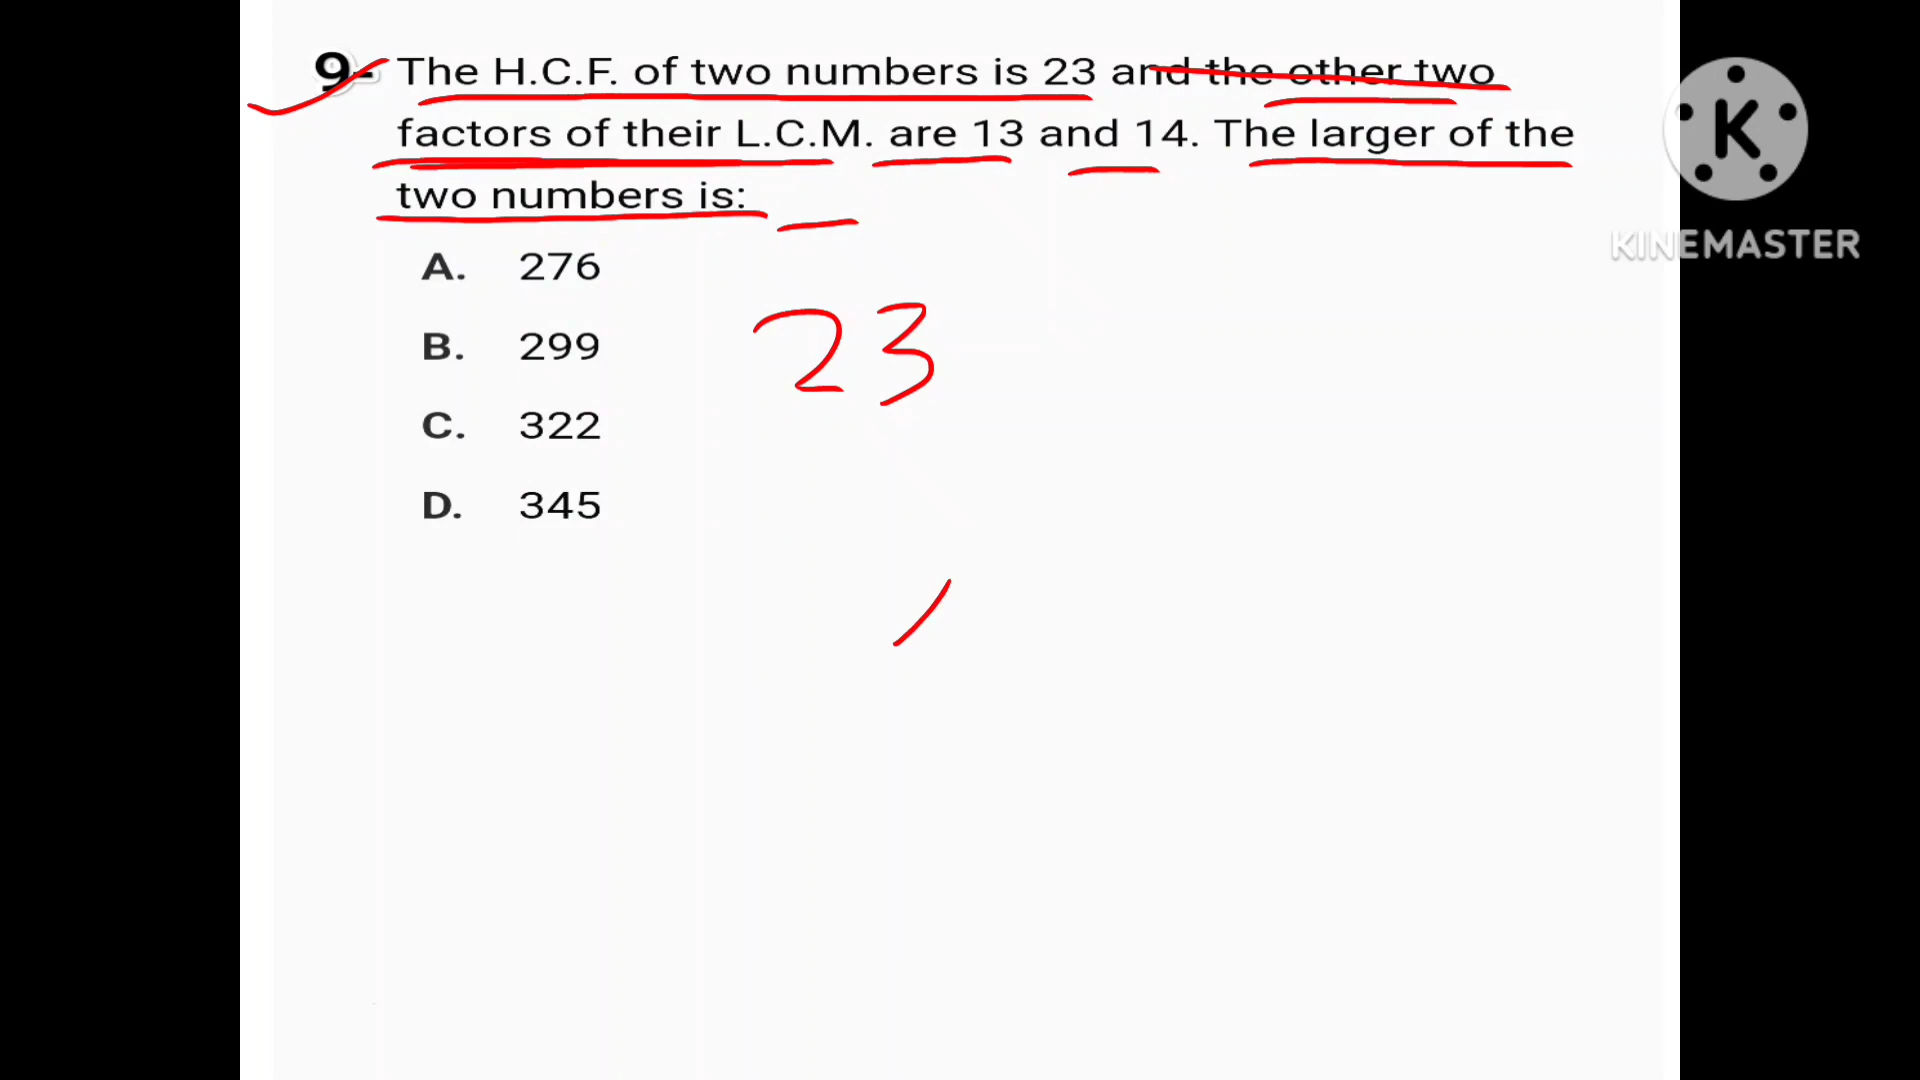 9- The H.C.F. of two numbers is 23 and the other two
factors of their L.C.M. are 13 and 14. The larger of the
two numbers is:
A. 276
B. 299
C. 322
D. 345
23
K
KINEMASTER